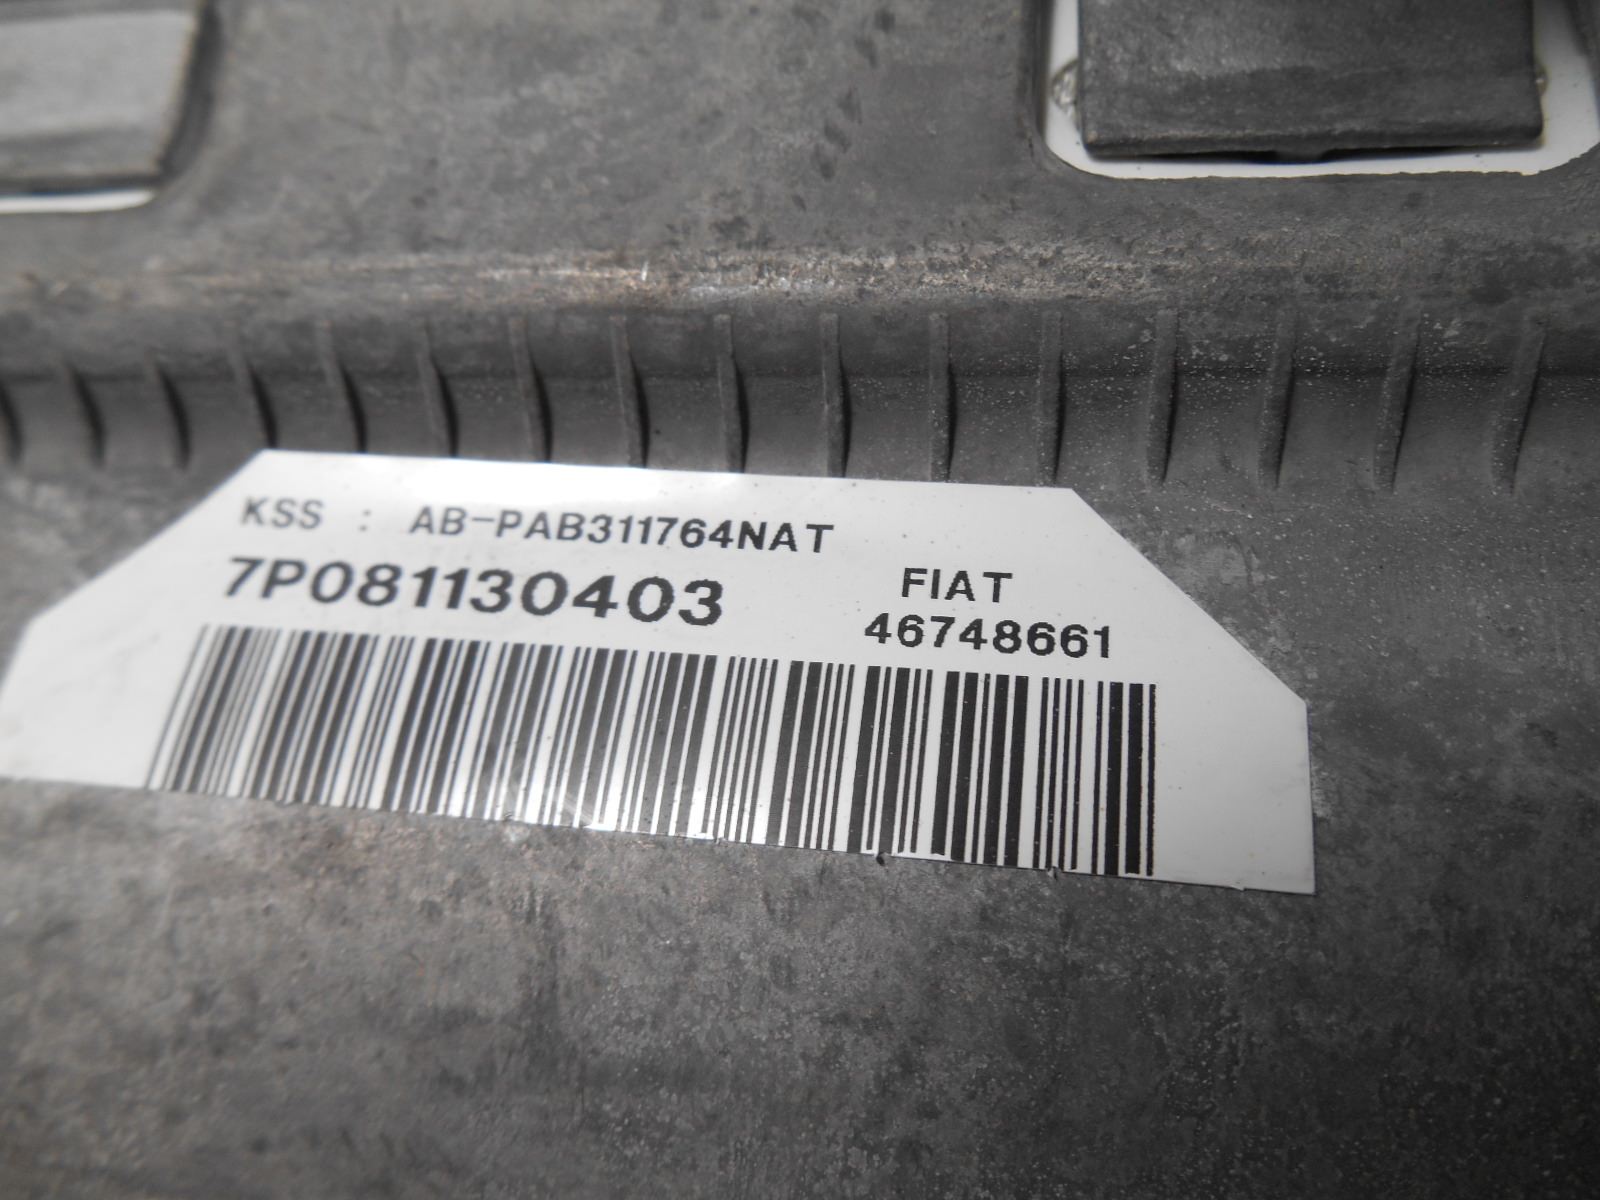 KSS : AB-PAB311764NAT
7P081130403
FIAT
46748661